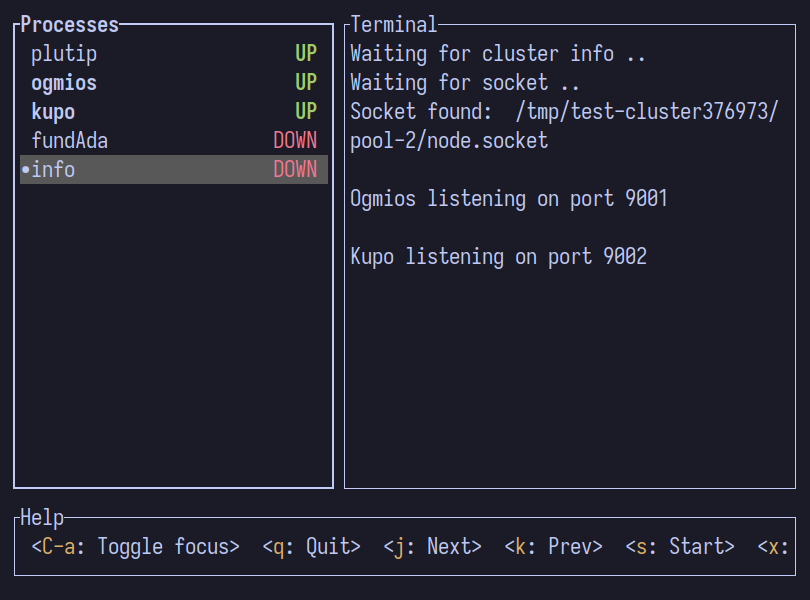 Processes
plutip UP
ogmios UP
kupo UP
fundAda DOWN
•info DOWN
Terminal
Waiting for cluster info ..
Waiting for socket ..
Socket found:  /tmp/test-cluster376973/
pool-2/node.socket
Ogmios listening on port 9001
Kupo listening on port 9002
Help
<C-a: Toggle focus>  <q: Quit>  <j: Next>  <k: Prev>  <s: Start>  <x: